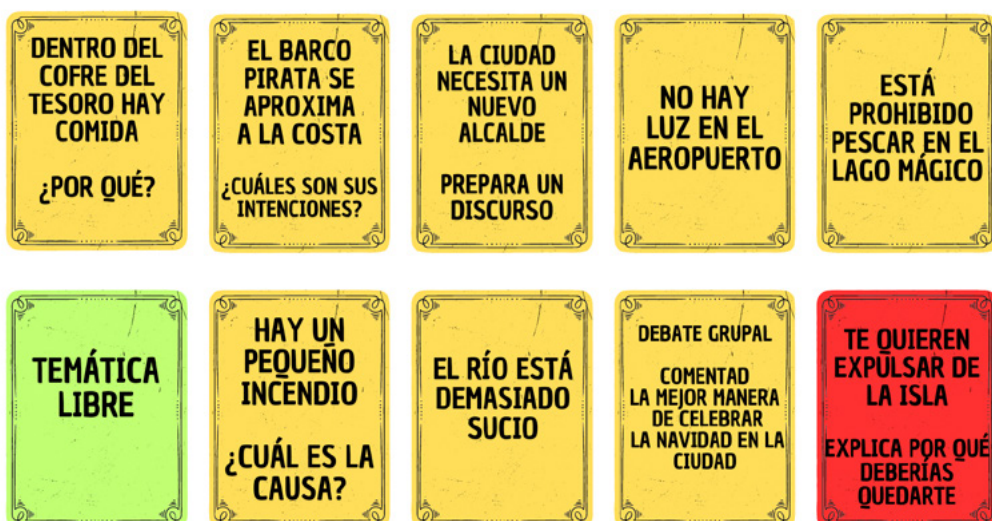 DENTRO DEL
COFRE DEL
TESORO HAY
COMIDA
¿POR QUÉ?
EL BARCO
PIRATA SE
APROXIMA
A LA COSTA
¿CUÁLES SON SUS
INTENCIONES?
LA CIUDAD
NECESITA UN
NUEVO
ALCALDE
PREPARA UN
DISCURSO
NO HAY
LUZ EN EL
AEROPUERTO
ESTÁ
PROHIBIDO
PESCAR EN EL
LAGO MÁGICO
TEMÁTICA
LIBRE
HAY UN
PEQUEÑO
INCENDIO
¿CUÁL ES LA
CAUSA?
EL RÍO ESTÁ
DEMASIADO
SUCIO
DEBATE GRUPAL
COMENTAD
LA MEJOR MANERA
DE CELEBRAR
LA NAVIDAD EN LA
CIUDAD
TE QUIEREN
EXPULSAR DE
LA ISLA
EXPLICA POR QUÉ
DEBERÍAS
QUEDARTE